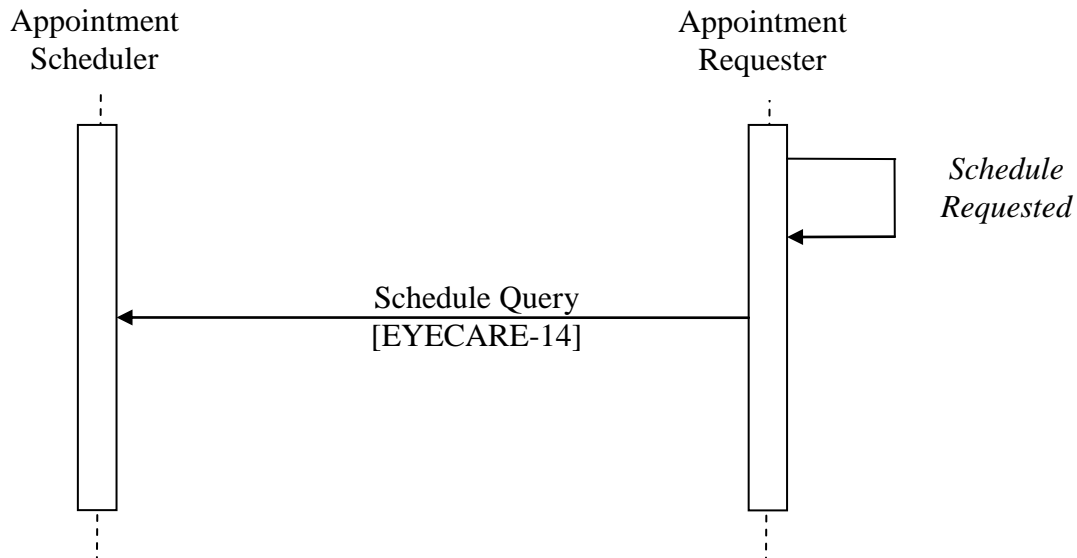 Appointment
Scheduler
Appointment
Requester
Schedule
Requested
Schedule Query
[EYECARE-14]